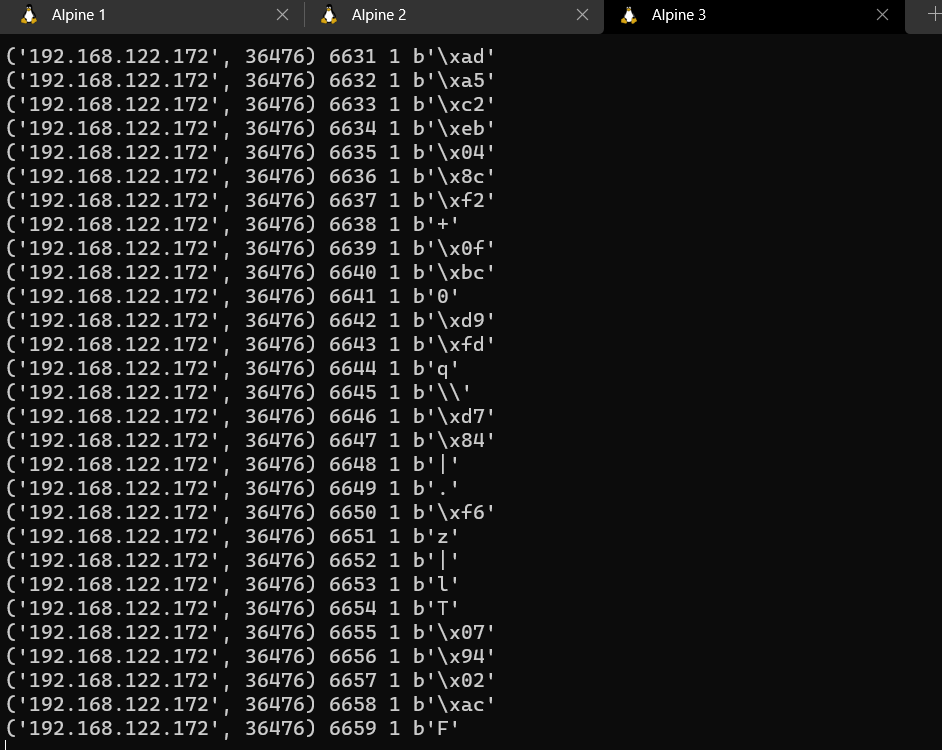 Alpine 1 Alpine 2 Alpine 3
('192.168.122.172', 36476) 6631 1 b'\xad'
('192.168.122.172', 36476) 6632 1 b'\xa5'
('192.168.122.172', 36476) 6633 1 b'\xc2'
('192.168.122.172', 36476) 6634 1 b'\xeb'
('192.168.122.172', 36476) 6635 1 b'\x04'
('192.168.122.172', 36476) 6636 1 b'\x8c'
('192.168.122.172', 36476) 6637 1 b'\xf2'
('192.168.122.172', 36476) 6638 1 b'+'
('192.168.122.172', 36476) 6639 1 b'\x0f'
('192.168.122.172', 36476) 6640 1 b'\xbc'
('192.168.122.172', 36476) 6641 1 b'0'
('192.168.122.172', 36476) 6642 1 b'\xd9'
('192.168.122.172', 36476) 6643 1 b'\xfd'
('192.168.122.172', 36476) 6644 1 b'q'
('192.168.122.172', 36476) 6645 1 b'\\'
('192.168.122.172', 36476) 6646 1 b'\xd7'
('192.168.122.172', 36476) 6647 1 b'\x84'
('192.168.122.172', 36476) 6648 1 b'|'
('192.168.122.172', 36476) 6649 1 b'.'
('192.168.122.172', 36476) 6650 1 b'\xf6'
('192.168.122.172', 36476) 6651 1 b'z'
('192.168.122.172', 36476) 6652 1 b'|'
('192.168.122.172', 36476) 6653 1 b'l'
('192.168.122.172', 36476) 6654 1 b'T'
('192.168.122.172', 36476) 6655 1 b'\x07'
('192.168.122.172', 36476) 6656 1 b'\x94'
('192.168.122.172', 36476) 6657 1 b'\x02'
('192.168.122.172', 36476) 6658 1 b'\xac'
('192.168.122.172', 36476) 6659 1 b'F'